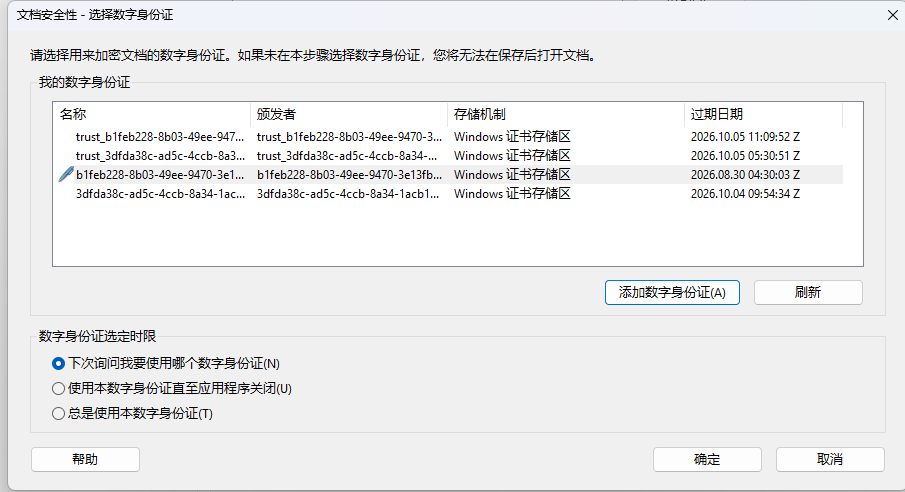 文档安全性 - 选择数字身份证
请选择用来加密文档的数字身份证。如果未在本步骤选择数字身份证，您将无法在保存后打开文档。
我的数字身份证
名称 颁发者 存储机制 过期日期
trust_b1feb228-8b03-49ee-947... trust_b1feb228-8b03-49ee-9470-3... Windows 证书存储区 2026.10.05 11:09:52 Z
trust_3dfda38c-ad5c-4ccb-8a3... trust_3dfda38c-ad5c-4ccb-8a34-... Windows 证书存储区 2026.10.05 05:30:51 Z
b1feb228-8b03-49ee-9470-3e1... b1feb228-8b03-49ee-9470-3e13fb... Windows 证书存储区 2026.08.30 04:30:03 Z
3dfda38c-ad5c-4ccb-8a34-1ac... 3dfda38c-ad5c-4ccb-8a34-1acb1... Windows 证书存储区 2026.10.04 09:54:34 Z
添加数字身份证(A) 刷新
数字身份证选定时限
下次询问我要使用哪个数字身份证(N)
使用本数字身份证直至应用程序关闭(U)
总是使用本数字身份证(T)
帮助 确定 取消